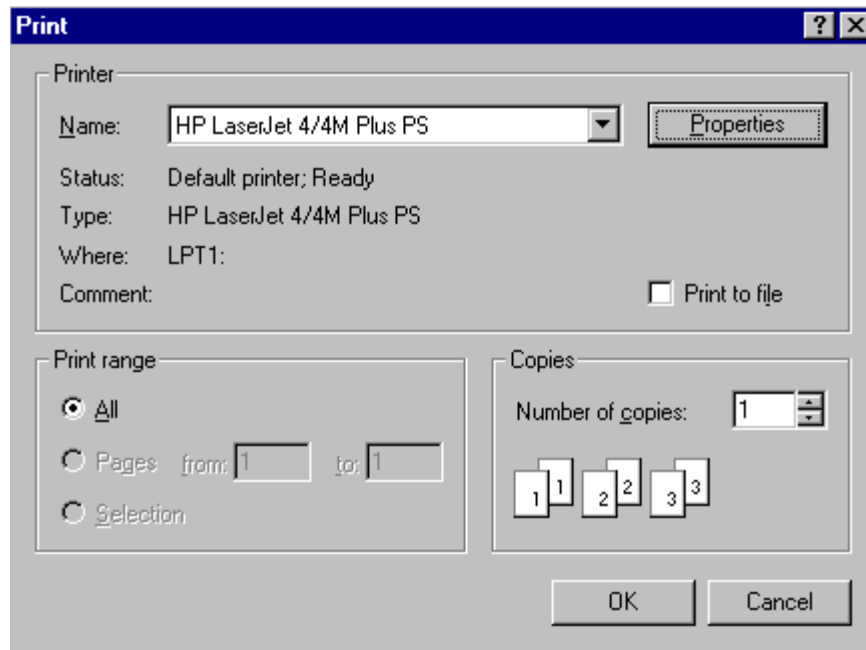 Print
Printer
Name: HP LaserJet 4/4M Plus PS Properties
Status: Default printer; Ready
Type: HP LaserJet 4/4M Plus PS
Where: LPT1:
Comment: Print to file
Print range
All
Pages from: 1 to: 1
Selection
Copies
Number of copies: 1
1 1 2 2 3 3
OK Cancel